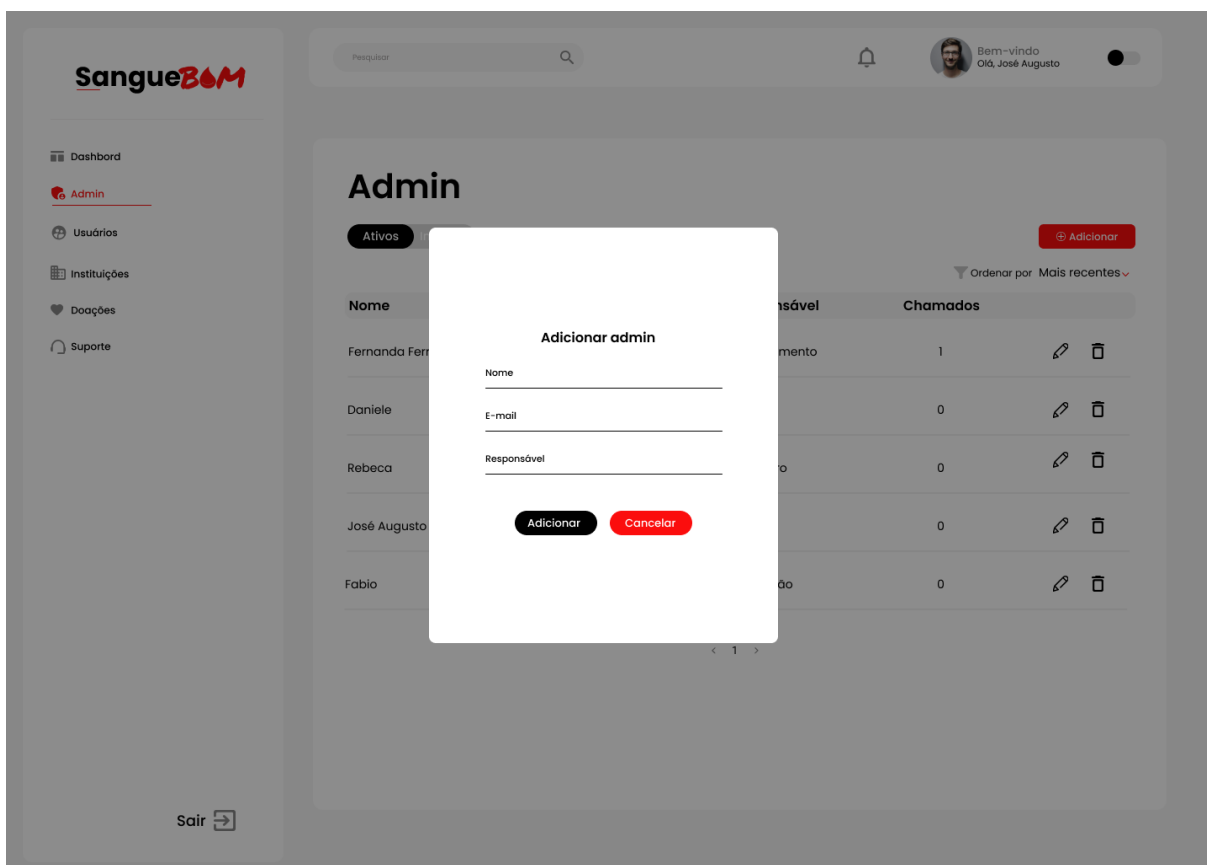 SangueBOM
Pesquisar
Bem-vindo
Olá, José Augusto
Dashbord
Admin
Usuários
Instituições
Doações
Suporte
Sair
Admin
Ativos
Adicionar
Ordenar por Mais recentes
Nome nsável Chamados
Fernanda Ferr mento 1
Daniele 0
Rebeca ro 0
José Augusto 0
Fabio ão 0
< 1 >
Adicionar admin
Nome
E-mail
Responsável
Adicionar Cancelar